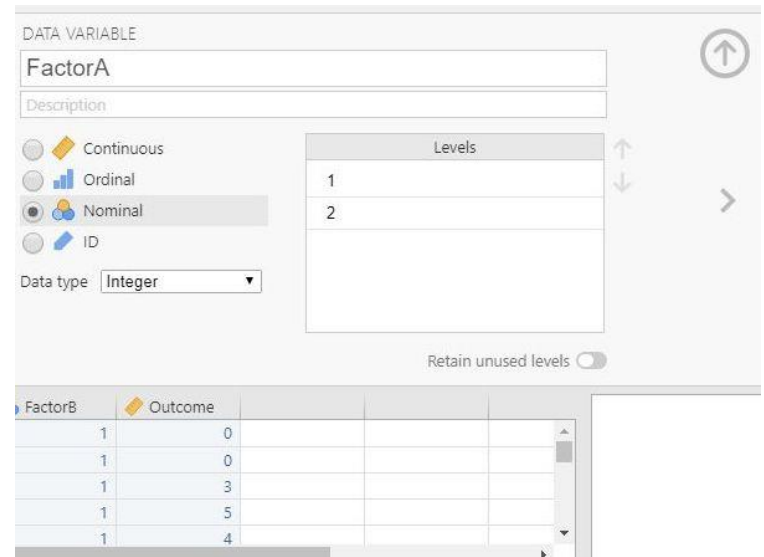 DATA VARIABLE
FactorA
Description
Continuous
Levels
Ordinal
1
Nominal
2
ID
Data type Integer
Retain unused levels
FactorB Outcome
1 0
1 0
1 3
1 5
1 4